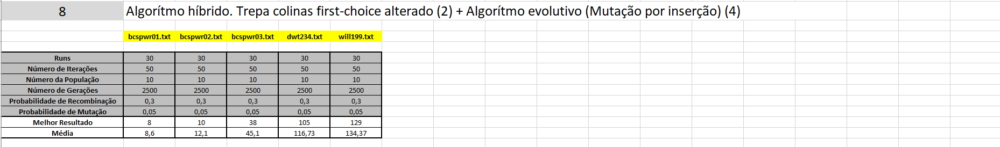 8 Algorítmo híbrido. Trepa colinas first-choice alterado (2) + Algorítmo evolutivo (Mutação por inserção) (4)
bcspwr01.txt bcspwr02.txt bcspwr03.txt dwt234.txt will199.txt
Runs 30 30 30 30 30
Número de Iterações 50 50 50 50 50
Número da População 10 10 10 10 10
Número de Gerações 2500 2500 2500 2500 2500
Probabilidade de Recombinação 0,3 0,3 0,3 0,3 0,3
Probabilidade de Mutação 0,05 0,05 0,05 0,05 0,05
Melhor Resultado 8 10 38 105 129
Média 8,6 12,1 45,1 116,73 134,37